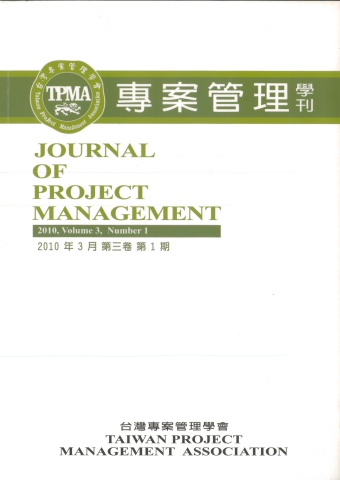 台灣專案管理學會
TPMA
Taiwan Project Management Association
專案管理 學刊
JOURNAL
OF
PROJECT
MANAGEMENT
2010, Volume 3, Number 1
2010 年 3 月 第三卷 第 1 期
台灣專案管理學會
TAIWAN PROJECT
MANAGEMENT ASSOCIATION